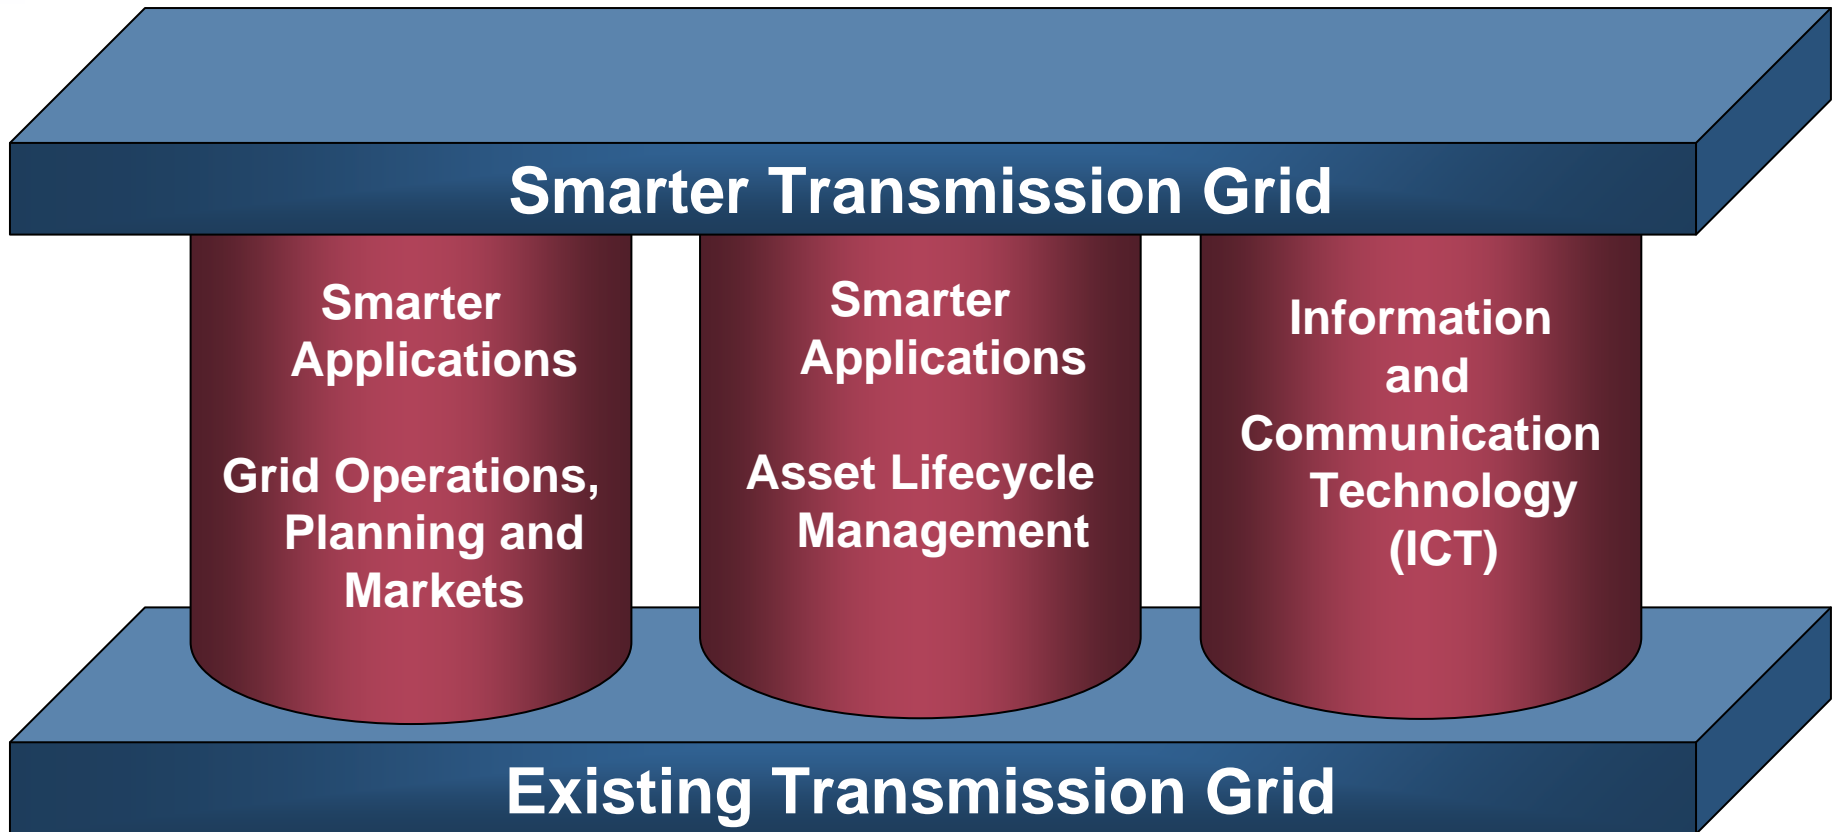 Smarter Transmission Grid
Smarter
Applications
Grid Operations,
Planning and
Markets
Smarter
Applications
Asset Lifecycle
Management
Information
and
Communication
Technology
(ICT)
Existing Transmission Grid